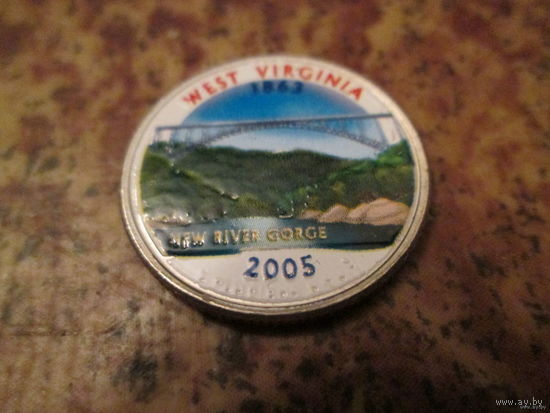 WEST VIRGINIA
1863
NEW RIVER GORGE
2005
www.ay.by